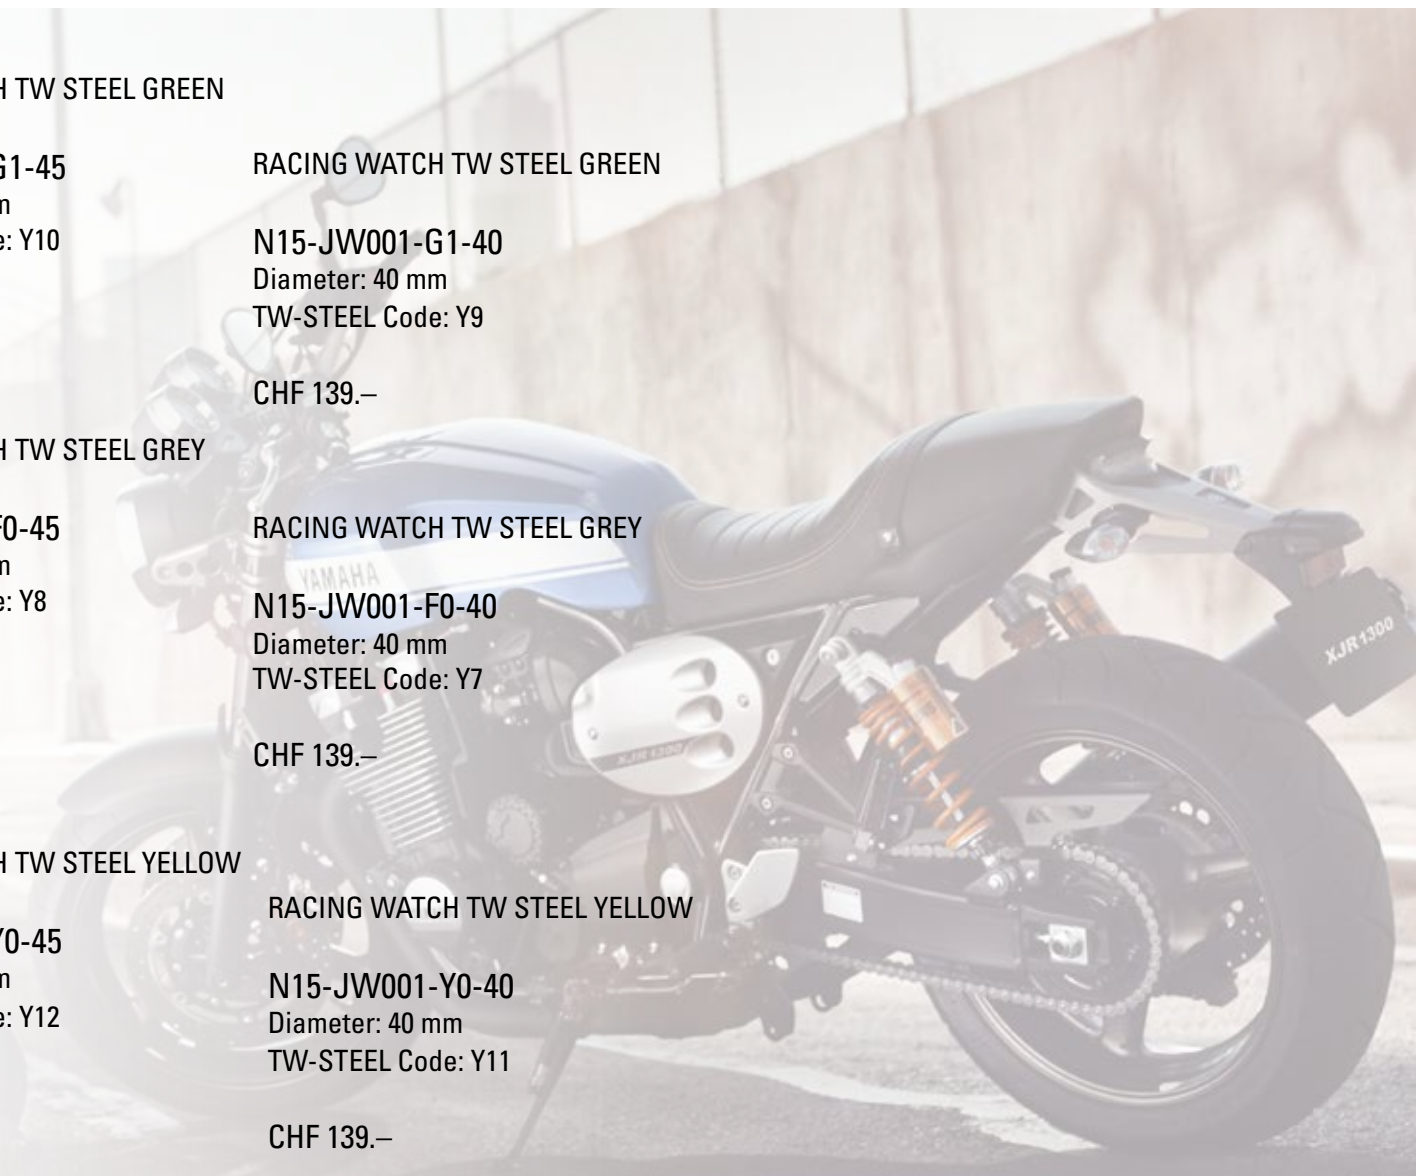 TW STEEL GREEN
G1-45
Y10
TW STEEL GREY
F0-45
Y8
TW STEEL YELLOW
Y0-45
Y12
RACING WATCH TW STEEL GREEN
N15-JW001-G1-40
Diameter: 40 mm
TW-STEEL Code: Y9
CHF 139.–
RACING WATCH TW STEEL GREY
N15-JW001-F0-40
Diameter: 40 mm
TW-STEEL Code: Y7
CHF 139.–
RACING WATCH TW STEEL YELLOW
N15-JW001-Y0-40
Diameter: 40 mm
TW-STEEL Code: Y11
CHF 139.–
YAMAHA
XJR1300
XJR1300